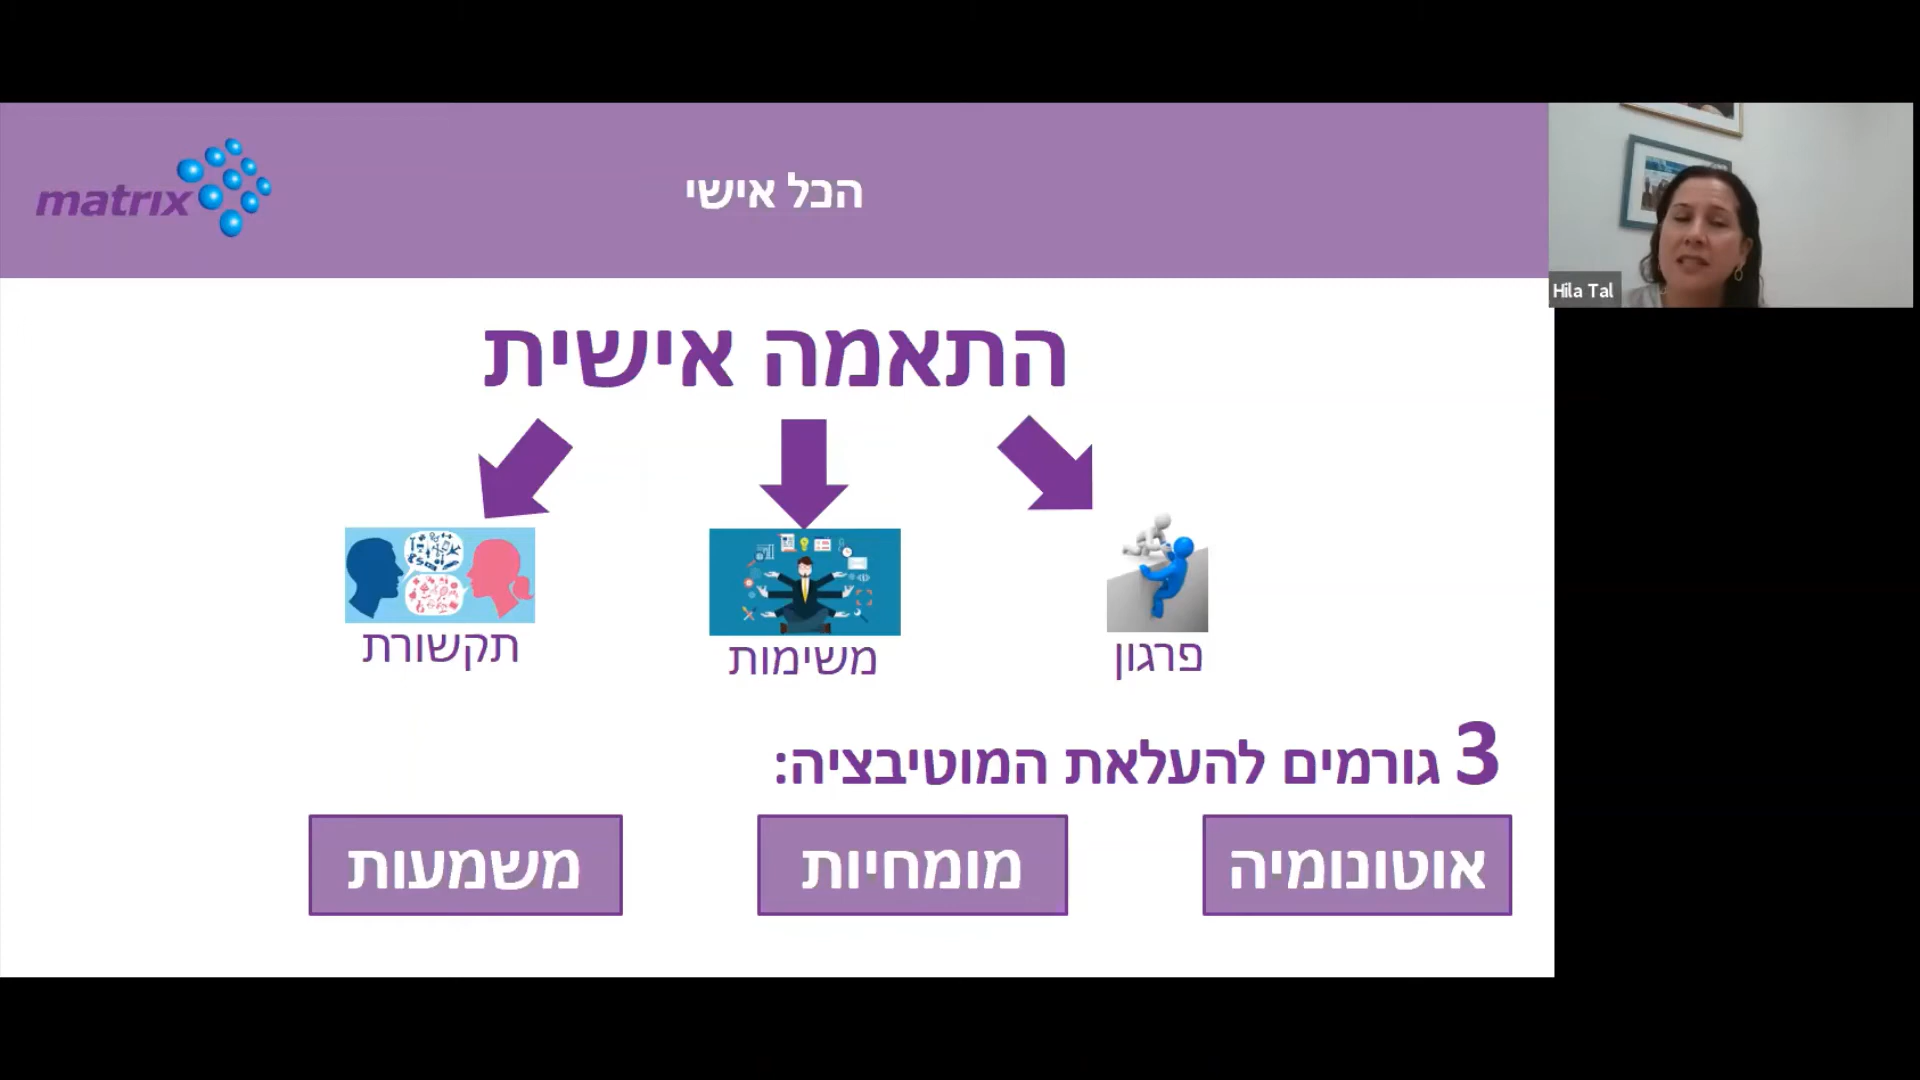 matrix
הכל אישי
Hila Tal
התאמה אישית
פרגון
משימות
תקשורת
3 גורמים להעלאת המוטיבציה:
אוטונומיה
מומחיות
משמעות